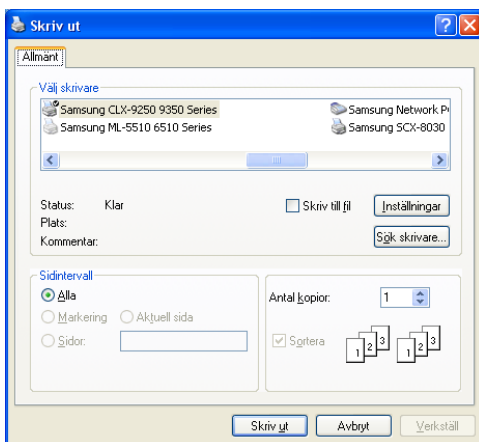 Skriv ut
Allmänt
Välj skrivare
Samsung CLX-9250 9350 Series
Samsung Network P
Samsung ML-5510 6510 Series
Samsung SCX-8030
Status: Klar
Skriv till fil
Inställningar
Plats:
Kommentar:
Sök skrivare...
Sidintervall
Alla
Antal kopior: 1
Markering
Aktuell sida
Sidor:
Sortera
1 2 3 1 2 3
Skriv ut
Avbryt
Verkställ